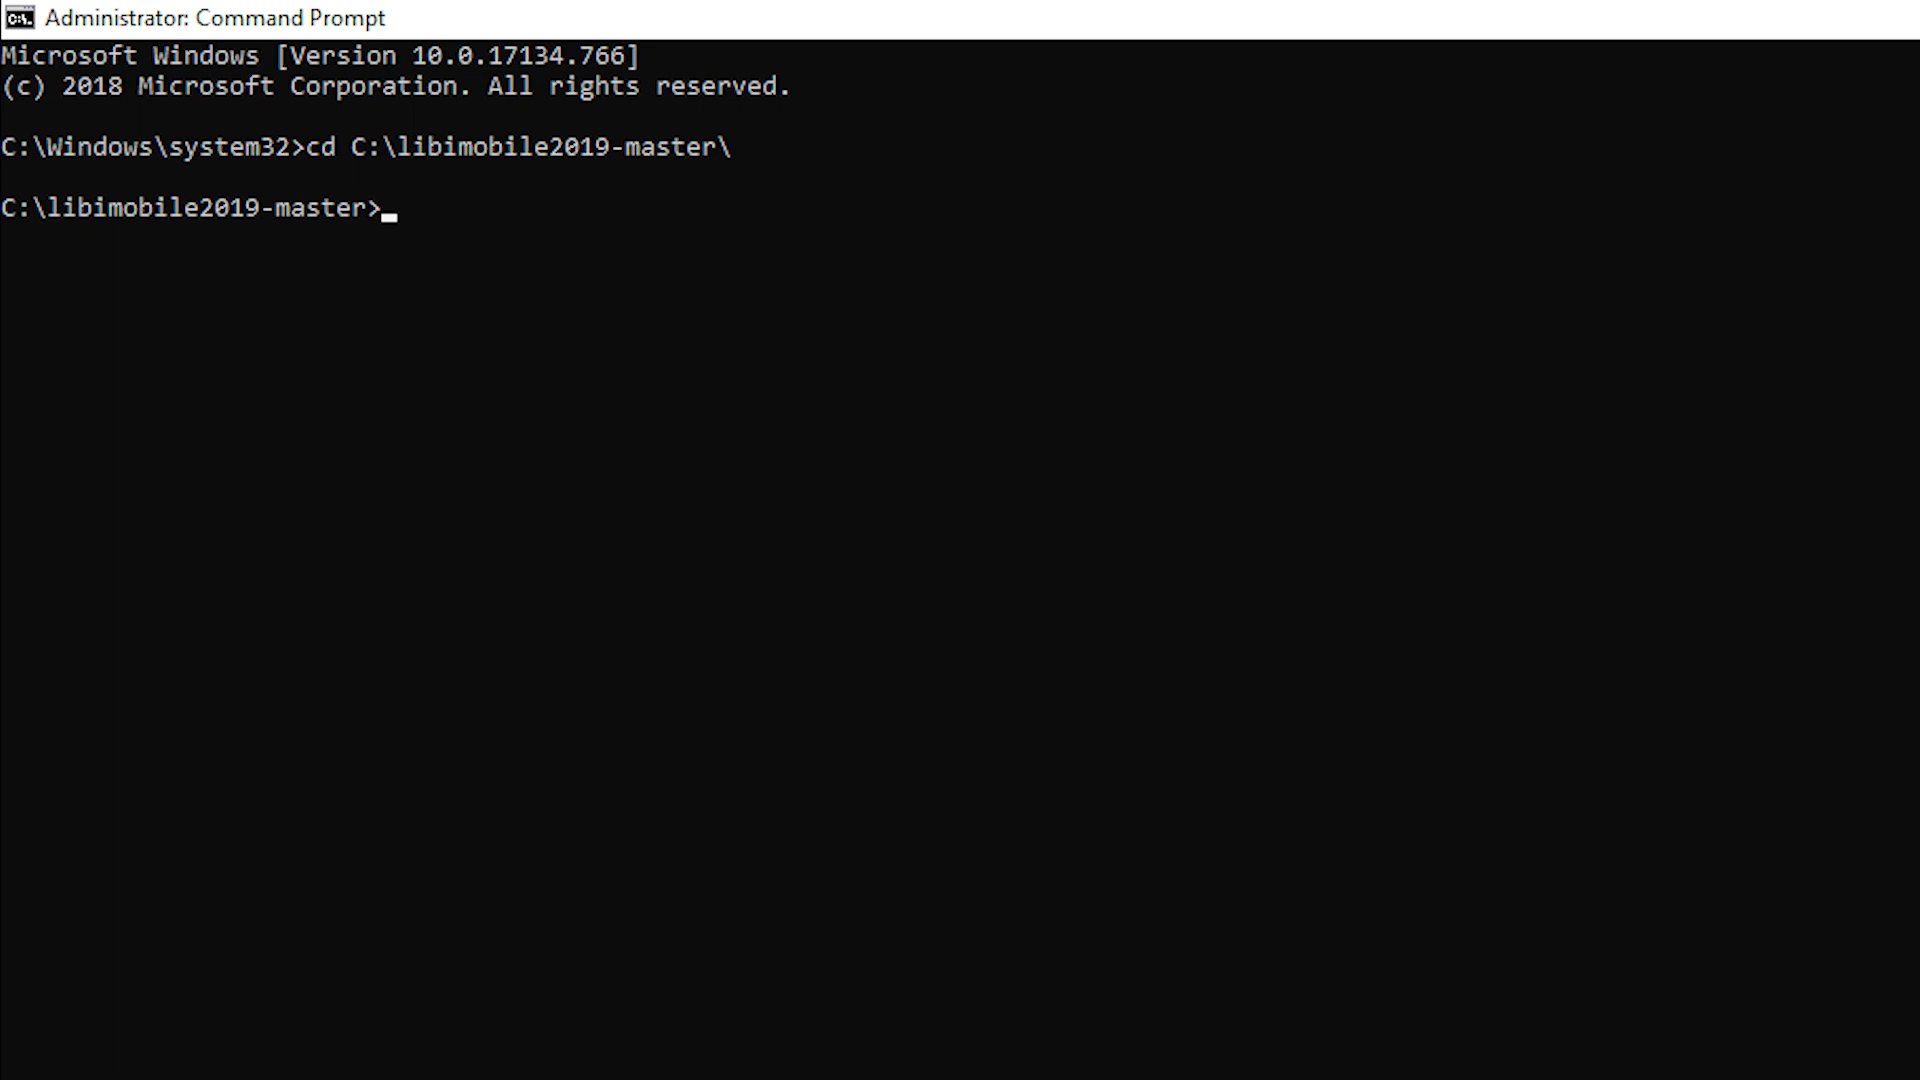 Administrator: Command Prompt
Microsoft Windows [Version 10.0.17134.766]
(c) 2018 Microsoft Corporation. All rights reserved.
C:\Windows\system32>cd C:\libimobile2019-master\
C:\libimobile2019-master>